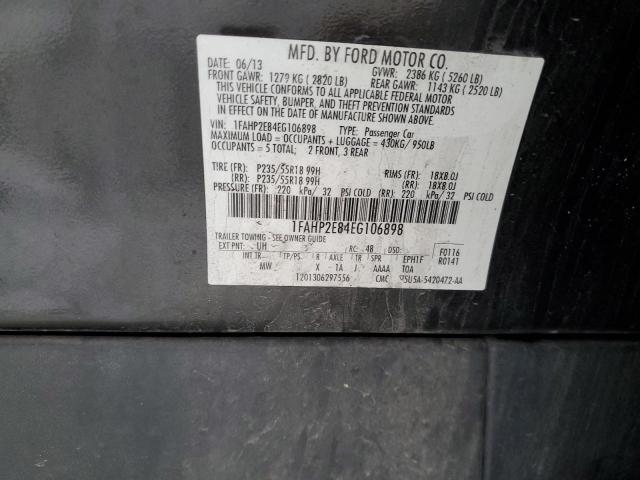 MFD. BY FORD MOTOR CO.
DATE: 06/13 GVWR: 2386 KG ( 5260 LB)
FRONT GAWR: 1279 KG ( 2820 LB) REAR GAWR: 1143 KG ( 2520 LB)
THIS VEHICLE CONFORMS TO ALL APPLICABLE FEDERAL MOTOR
VEHICLE SAFETY, BUMPER, AND THEFT PREVENTION STANDARDS
IN EFFECT ON THE DATE OF MANUFACTURE SHOWN ABOVE.
VIN: 1FAHP2E84EG106898 TYPE: Passenger Car
MAXIMUM LOAD = OCCUPANTS + LUGGAGE = 430KG/ 950LB
OCCUPANTS = 5 TOTAL: 2 FRONT, 3 REAR
TIRE (FR): P235/55R18 99H RIMS (FR): 18X8.0J
(RR): P235/55R18 99H (RR): 18X8.0J
PRESSURE (FR): 220 kPa/ 32 PSI COLD (RR): 220 kPa/ 32 PSI COLD
1FAHP2E84EG106898
TRAILER TOWING - SEE OWNER GUIDE
EXT PNT: UH RC: 48 DSO: F0116
INT TR TP/PS R AXLE TR SPR EPH1F R0141
MW X 1A J AAAA TOA
T201306297556 CMC 5U5A-5420472-AA